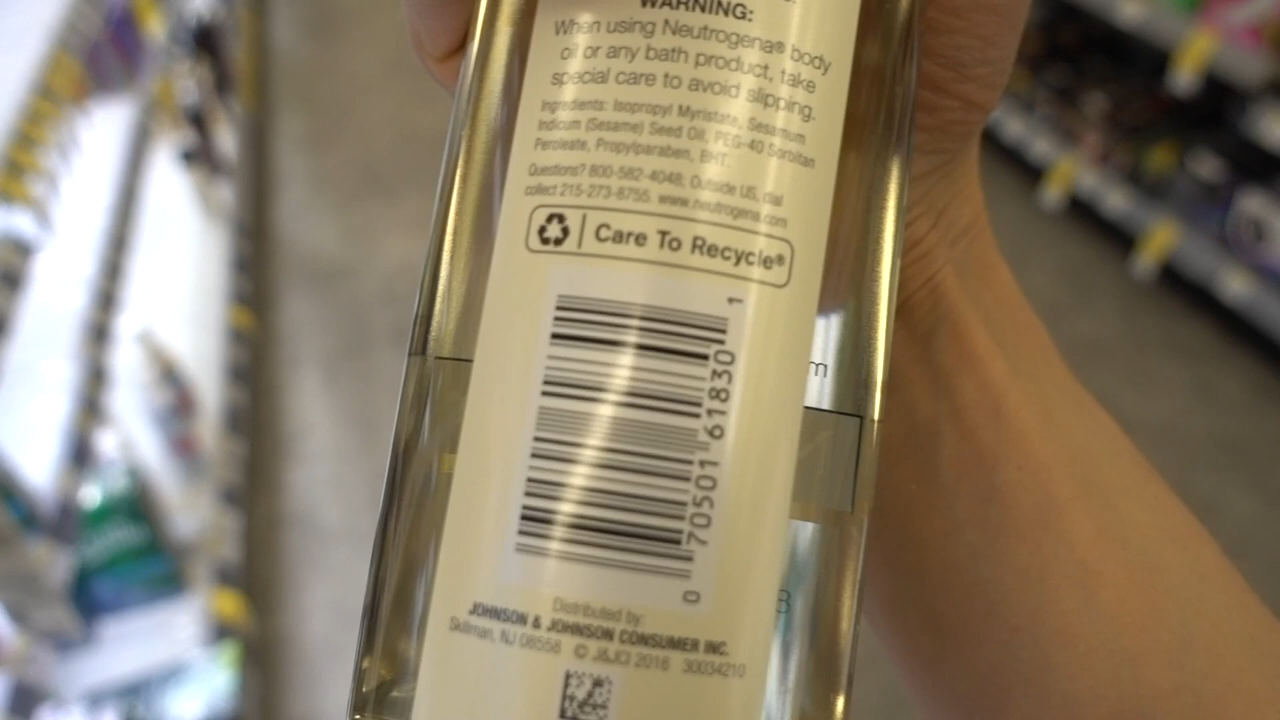 WARNING:
When using Neutrogena® body
oil or any bath product, take
special care to avoid slipping.
Ingredients: Isopropyl Myristate, Sesamum
Indicum (Sesame) Seed Oil, PEG-40 Sorbitan
Peroleate, Propylparaben, BHT.
Questions? 800-582-4048; Outside US, dial
collect 215-273-8755. www.neutrogena.com
Care To Recycle®
0 70501 61830 1
m
B
Distributed by:
JOHNSON & JOHNSON CONSUMER INC.
Skillman, NJ 08558 © J&JCI 2016 30034210